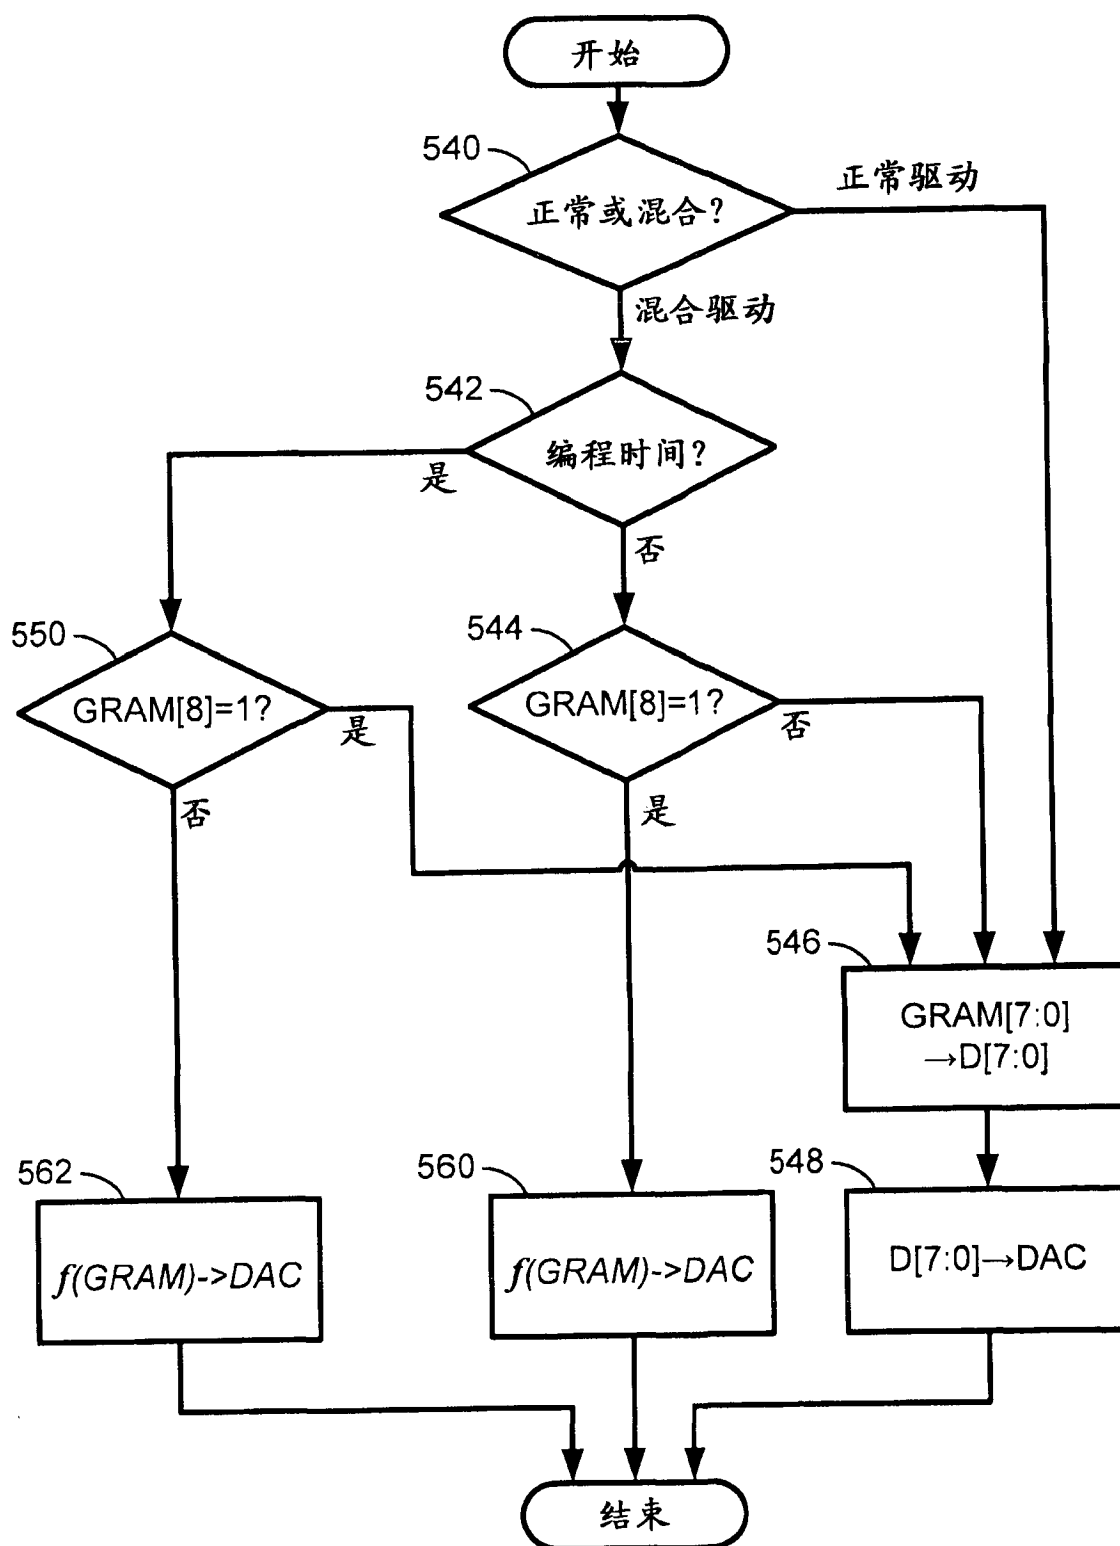 开始
540
正常或混合?
正常驱动
混合驱动
542
编程时间?
是
否
550
GRAM[8]=1?
是
否
544
GRAM[8]=1?
否
是
546
GRAM[7:0]
→D[7:0]
562
f(GRAM)->DAC
560
f(GRAM)->DAC
548
D[7:0]→DAC
结束